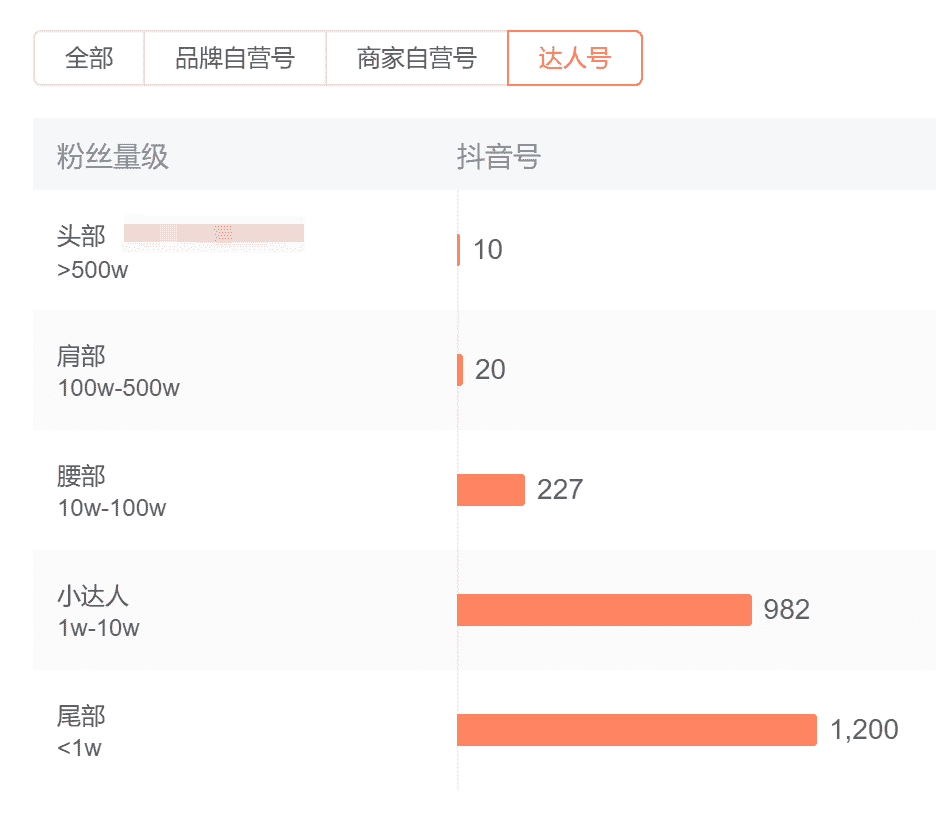 全部 品牌自营号 商家自营号 达人号
粉丝量级 抖音号
头部
>500w
10
肩部
100w-500w
20
腰部
10w-100w
227
小达人
1w-10w
982
尾部
<1w
1,200